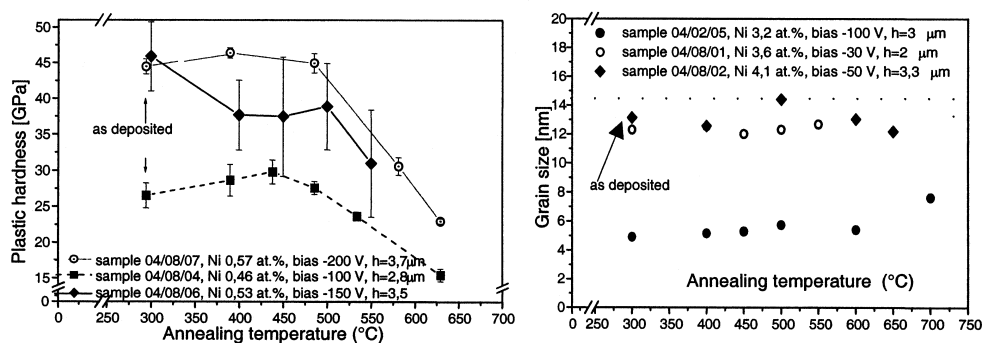 Plastic hardness [GPa]
50
45
40
35
30
25
20
15
0
as deposited
sample 04/08/07, Ni 0,57 at.%, bias -200 V, h=3,7μm
sample 04/08/04, Ni 0,46 at.%, bias -100 V, h=2,8μm
sample 04/08/06, Ni 0,53 at.%, bias -150 V, h=3,5
0 250 300 350 400 450 500 550 600 650 700
Annealing temperature (°C)
Grain size [nm]
20
18
16
14
12
10
8
6
4
2
0
sample 04/02/05, Ni 3,2 at.%, bias -100 V, h=3 μm
sample 04/08/01, Ni 3,6 at.%, bias -30 V, h=2 μm
sample 04/08/02, Ni 4,1 at.%, bias -50 V, h=3,3 μm
as deposited
Annealing temperature (°C)
0 250 300 350 400 450 500 550 600 650 700 750